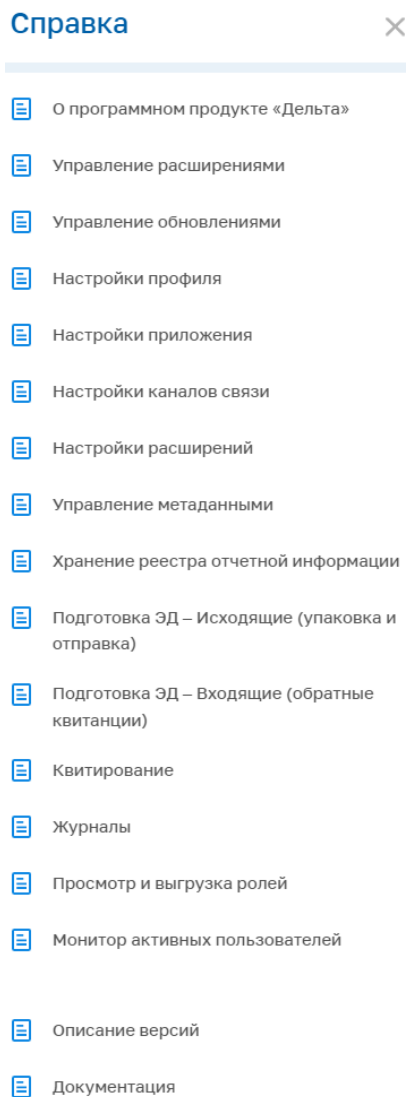 Справка
О программном продукте «Дельта»
Управление расширениями
Управление обновлениями
Настройки профиля
Настройки приложения
Настройки каналов связи
Настройки расширений
Управление метаданными
Хранение реестра отчетной информации
Подготовка ЭД – Исходящие (упаковка и
отправка)
Подготовка ЭД – Входящие (обратные
квитанции)
Квитирование
Журналы
Просмотр и выгрузка ролей
Монитор активных пользователей
Описание версий
Документация